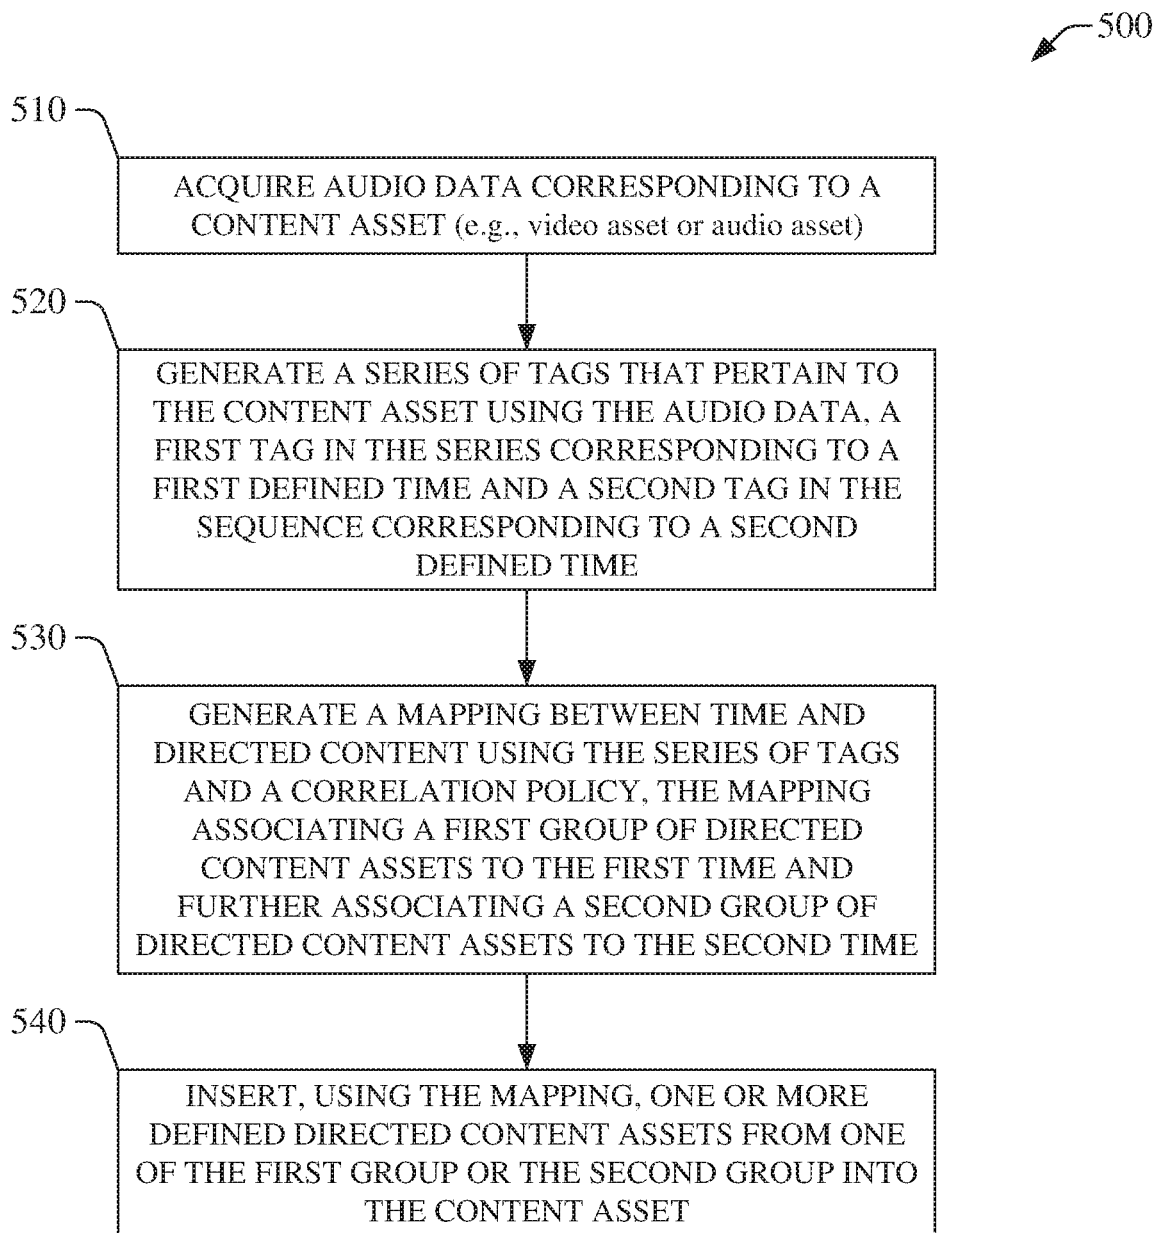 500
510
ACQUIRE AUDIO DATA CORRESPONDING TO A
CONTENT ASSET (e.g., video asset or audio asset)
520
GENERATE A SERIES OF TAGS THAT PERTAIN TO
THE CONTENT ASSET USING THE AUDIO DATA, A
FIRST TAG IN THE SERIES CORRESPONDING TO A
FIRST DEFINED TIME AND A SECOND TAG IN THE
SEQUENCE CORRESPONDING TO A SECOND
DEFINED TIME
530
GENERATE A MAPPING BETWEEN TIME AND
DIRECTED CONTENT USING THE SERIES OF TAGS
AND A CORRELATION POLICY, THE MAPPING
ASSOCIATING A FIRST GROUP OF DIRECTED
CONTENT ASSETS TO THE FIRST TIME AND
FURTHER ASSOCIATING A SECOND GROUP OF
DIRECTED CONTENT ASSETS TO THE SECOND TIME
540
INSERT, USING THE MAPPING, ONE OR MORE
DEFINED DIRECTED CONTENT ASSETS FROM ONE
OF THE FIRST GROUP OR THE SECOND GROUP INTO
THE CONTENT ASSET